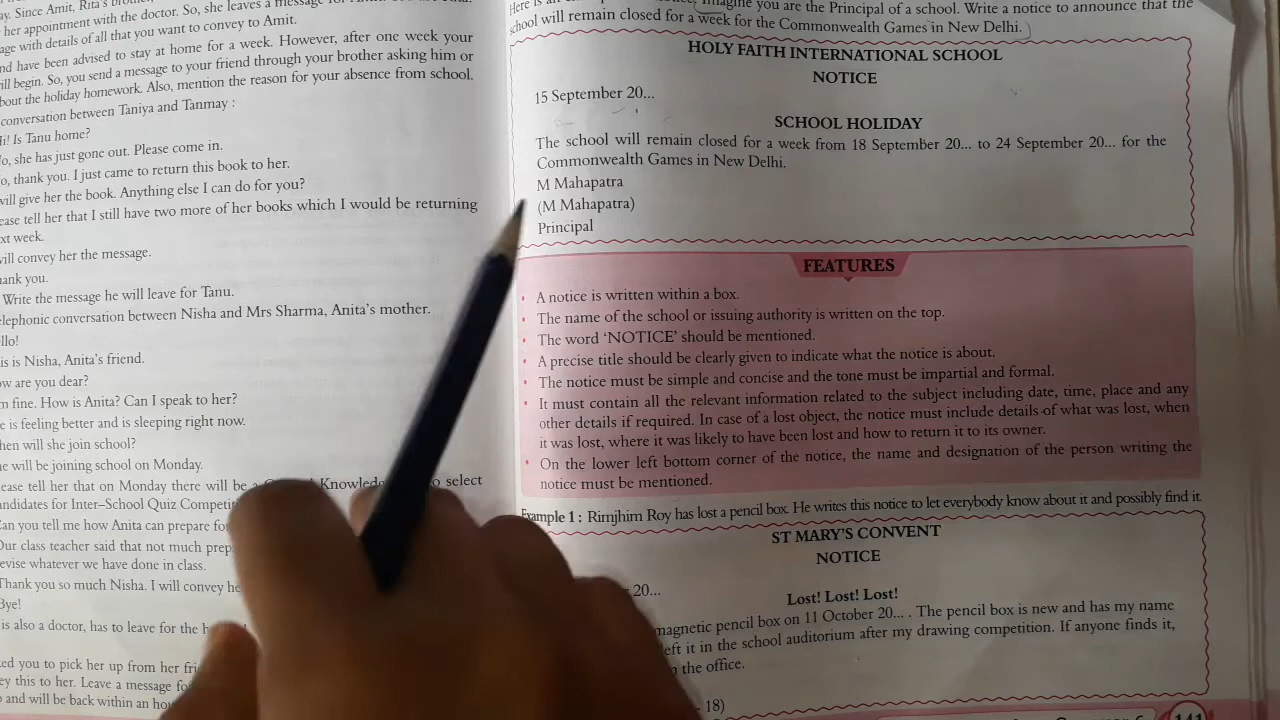 ay. Since Amit, Rita's brother,
her appointment with the doctor. So, she leaves a message for
age with details of all that you want to convey to Amit.
nd have been advised to stay at home for a week. However, after one week your
ill begin. So, you send a message to your friend through your brother asking him or
bout the holiday homework. Also, mention the reason for your absence from school.
conversation between Taniya and Tanmay :
Hi! Is Tanu home?
o, she has just gone out. Please come in.
o, thank you. I just came to return this book to her.
will give her the book. Anything else I can do for you?
ease tell her that I still have two more of her books which I would be returning
xt week.
will convey her the message.
hank you.
Write the message he will leave for Tanu.
elephonic conversation between Nisha and Mrs Sharma, Anita's mother.
llo!
is is Nisha, Anita's friend.
ow are you dear?
m fine. How is Anita? Can I speak to her?
e is feeling better and is sleeping right now.
hen will she join school?
he will be joining school on Monday.
ease tell her that on Monday there will be a Knowled to select
andidates for Inter-School Quiz Competit
Can you tell me how Anita can prepare fo
Our class teacher said that not much prep
evise whatever we have done in class.
Thank you so much Nisha. I will convey he
Bye!
is also a doctor, has to leave for the h
ed you to pick her up from her fri
ey this to her. Leave a message fo
and will be back within an hou
Here is an you are the Principal of a school. Write a notice to announce that the
school will remain closed for a week for the Commonwealth Games in New Delhi.
HOLY FAITH INTERNATIONAL SCHOOL
NOTICE
15 September 20...
SCHOOL HOLIDAY
The school will remain closed for a week from 18 September 20... to 24 September 20... for the
Commonwealth Games in New Delhi.
M Mahapatra
(M Mahapatra)
Principal
FEATURES
• A notice is written within a box.
• The name of the school or issuing authority is written on the top.
• The word 'NOTICE' should be mentioned.
• A precise title should be clearly given to indicate what the notice is about.
• The notice must be simple and concise and the tone must be impartial and formal.
• It must contain all the relevant information related to the subject including date, time, place and any
other details if required. In case of a lost object, the notice must include details of what was lost, when
it was lost, where it was likely to have been lost and how to return it to its owner.
• On the lower left bottom corner of the notice, the name and designation of the person writing the
notice must be mentioned.
Example 1 : Rimjhim Roy has lost a pencil box. He writes this notice to let everybody know about it and possibly find it.
ST MARY'S CONVENT
NOTICE
20...
Lost! Lost! Lost!
magnetic pencil box on 11 October 20... . The pencil box is new and has my name
left it in the school auditorium after my drawing competition. If anyone finds it,
the office.
- 18)
141